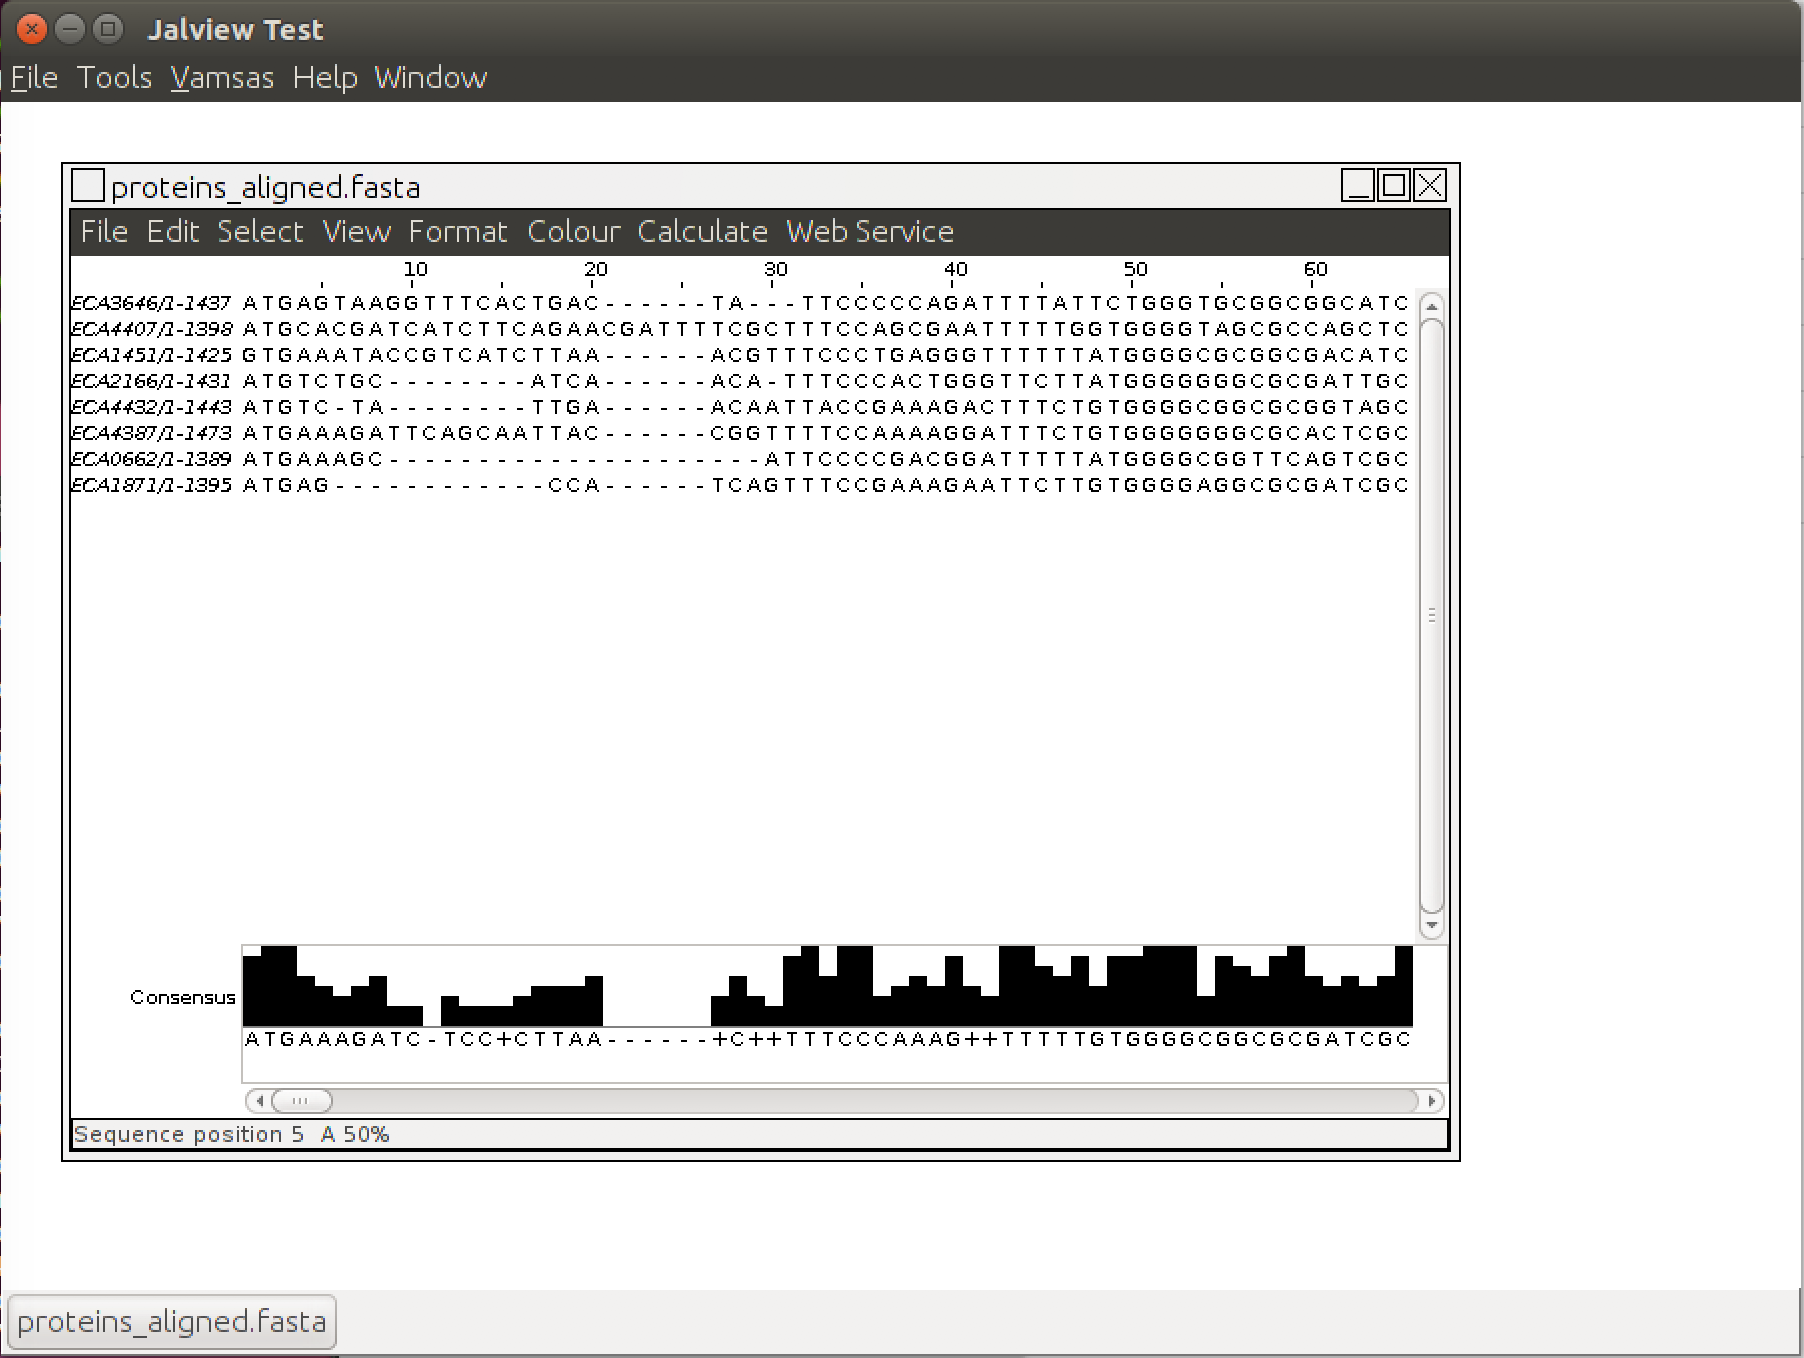 Jalview Test
File Tools Vamsas Help Window
proteins_aligned.fasta
File Edit Select View Format Colour Calculate Web Service
10 20 30 40 50 60
ECA3646/1-1437 ATGAGTAAGGTTTCACTGAC------TA---TTCCCCCAGATTTTATTCTGGGTGCGGCGGCATC
ECA4407/1-1398 ATGCACGATCATCTTCAGAACGATTTTCGCTTTCCAGCGAATTTTTGGTGGGGTAGCGCCAGCTC
ECA1451/1-1425 GTGAAATACCGTCATCTTAA------ACGTTTCCCTGAGGGTTTTTTATGGGGCGCGGCGACATC
ECA2166/1-1431 ATGTCTGC--------ATCA------ACA-TTTCCCACTGGGTTCTTATGGGGGGGCGCGATTGC
ECA4432/1-1443 ATGTC-TA--------TTGA------ACAATTACCGAAAGACTTTCTGTGGGGCGGCGCGGTAGC
ECA4387/1-1473 ATGAAAGATTCAGCAATTAC------CGGTTTTCCAAAAGGATTTCTGTGGGGGGGCGCACTCGC
ECA0662/1-1389 ATGAAAGC---------------------ATTCCCCGACGGATTTTTATGGGGCGGTTCAGTCGC
ECA1871/1-1395 ATGAG------------CCA------TCAGTTTCCGAAAGAATTCTTGTGGGGAGGCGCGATCGC
Consensus
ATGAAAGATC-TCC+CTTAA------+C++TTTCCCAAAG++TTTTTGTGGGGCGGCGCGATCGC
Sequence position 5 A 50%
proteins_aligned.fasta